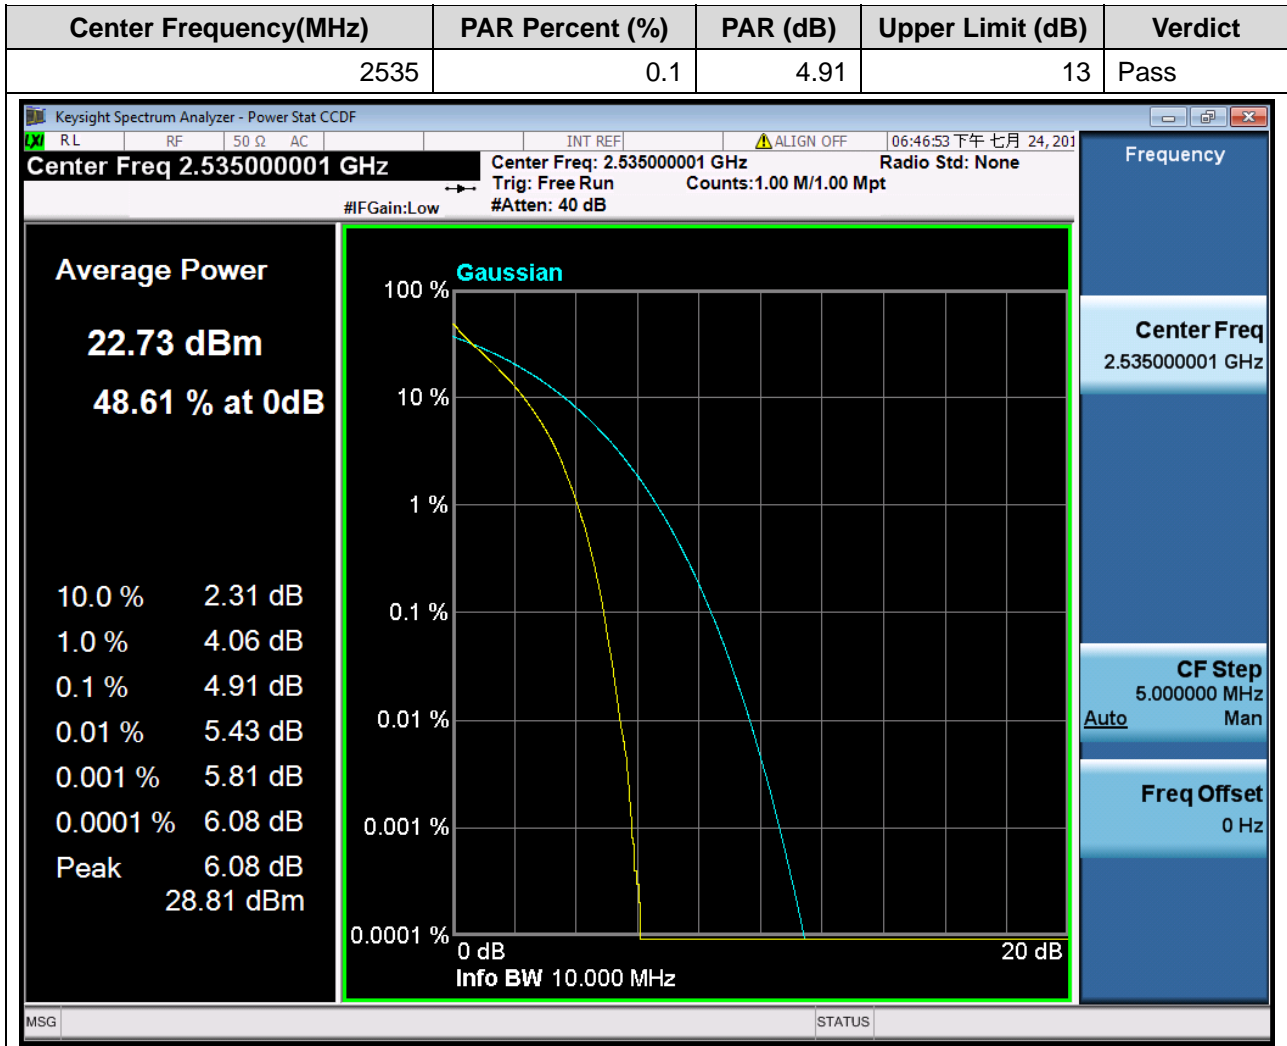 Center Frequency(MHz) PAR Percent (%) PAR (dB) Upper Limit (dB) Verdict
2535 0.1 4.91 13 Pass
Keysight Spectrum Analyzer - Power Stat CCDF
LXI RL RF 50 Ω AC INT REF ALIGN OFF 06:46:53 下午 七月 24, 201
Center Freq 2.535000001 GHz
Center Freq: 2.535000001 GHz Radio Std: None
Trig: Free Run Counts:1.00 M/1.00 Mpt
#IFGain:Low #Atten: 40 dB
Frequency
Average Power
22.73 dBm
48.61 % at 0dB
10.0 % 2.31 dB
1.0 % 4.06 dB
0.1 % 4.91 dB
0.01 % 5.43 dB
0.001 % 5.81 dB
0.0001 % 6.08 dB
Peak 6.08 dB
28.81 dBm
Gaussian
100 %
10 %
1 %
0.1 %
0.01 %
0.001 %
0.0001 %
0 dB 20 dB
Info BW 10.000 MHz
Center Freq
2.535000001 GHz
CF Step
5.000000 MHz
Auto Man
Freq Offset
0 Hz
MSG STATUS